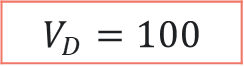 V_D = 100